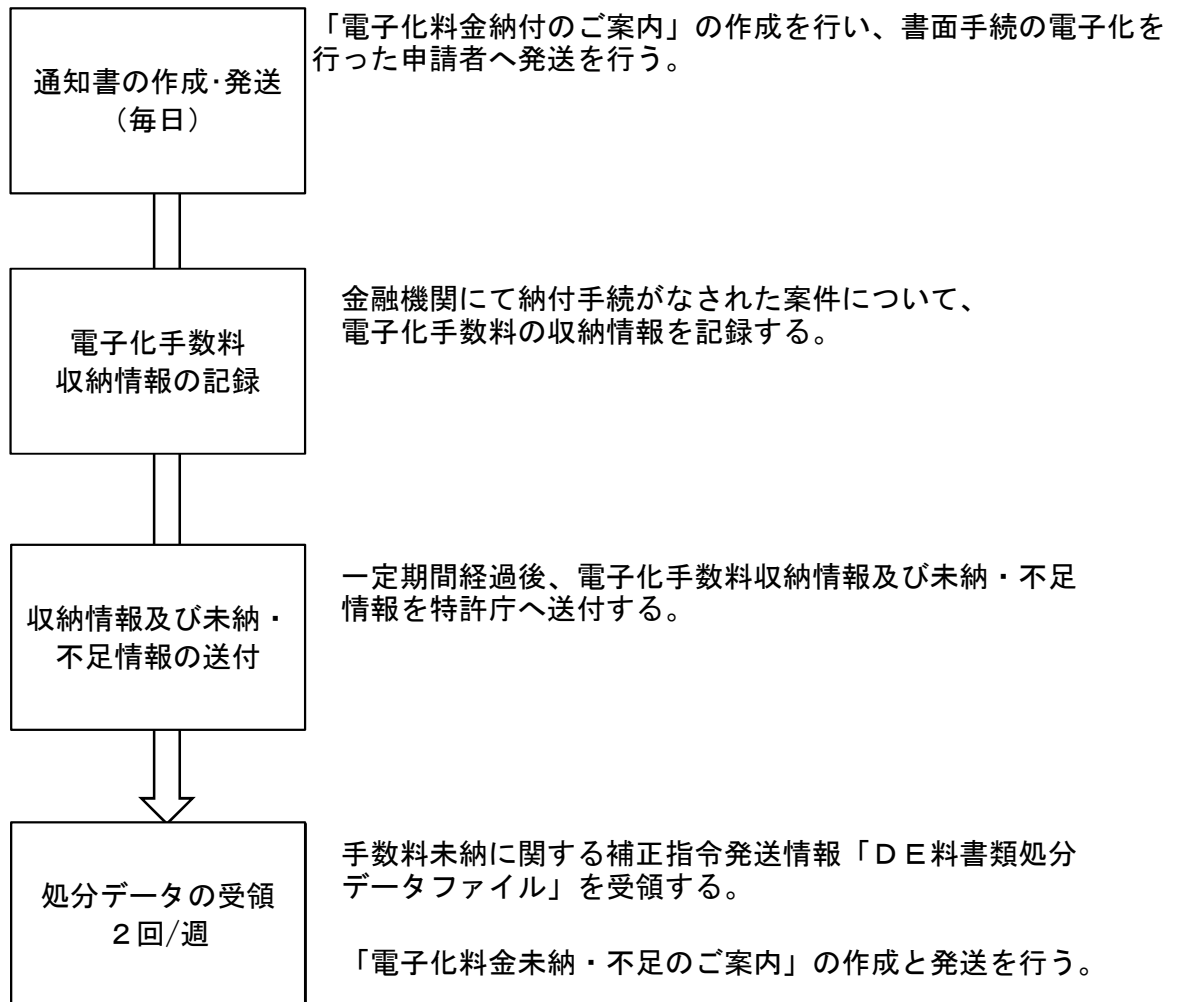 「電子化料金納付のご案内」の作成を行い、書面手続の電子化を
行った申請者へ発送を行う。
通知書の作成･発送
（毎日）
金融機関にて納付手続がなされた案件について、
電子化手数料の収納情報を記録する。
電子化手数料
収納情報の記録
一定期間経過後、電子化手数料収納情報及び未納・不足
情報を特許庁へ送付する。
収納情報及び未納・
不足情報の送付
手数料未納に関する補正指令発送情報「ＤＥ料書類処分
データファイル」を受領する。
処分データの受領
２回/週
「電子化料金未納・不足のご案内」の作成と発送を行う。